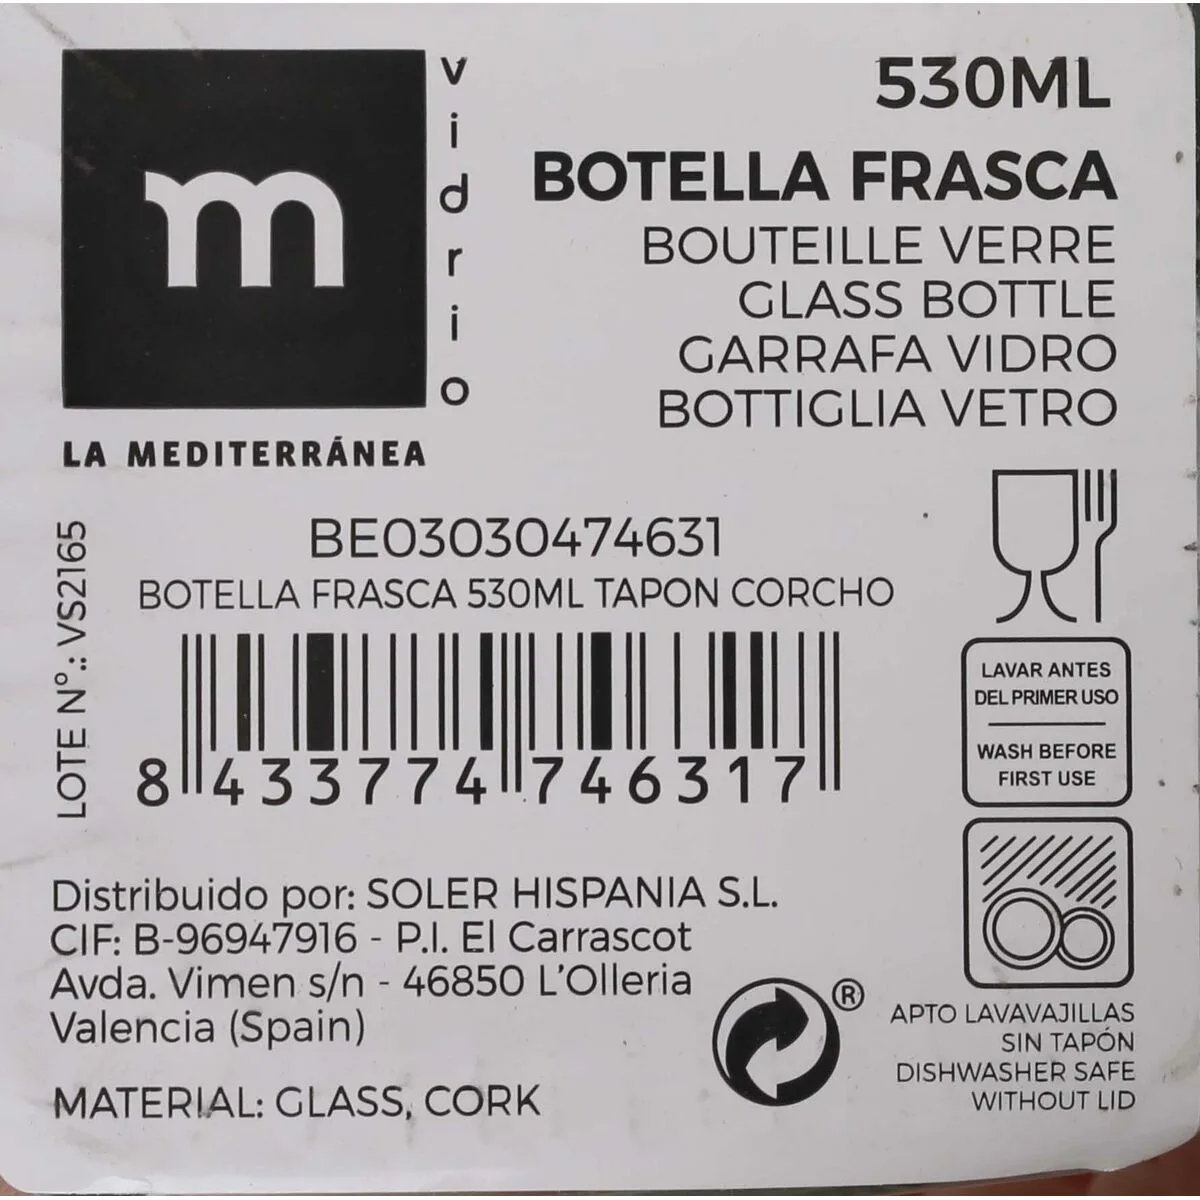 m
vidrio
LA MEDITERRÁNEA
530ML
BOTELLA FRASCA
BOUTEILLE VERRE
GLASS BOTTLE
GARRAFA VIDRO
BOTTIGLIA VETRO
LOTE Nº.: VS2165
BE03030474631
BOTELLA FRASCA 530ML TAPON CORCHO
8 433774 746317
LAVAR ANTES
DEL PRIMER USO
WASH BEFORE
FIRST USE
Distribuido por: SOLER HISPANIA S.L.
CIF: B-96947916 - P.I. El Carrascot
Avda. Vimen s/n - 46850 L'Olleria
Valencia (Spain)
MATERIAL: GLASS, CORK
®
APTO LAVAVAJILLAS
SIN TAPÓN
DISHWASHER SAFE
WITHOUT LID